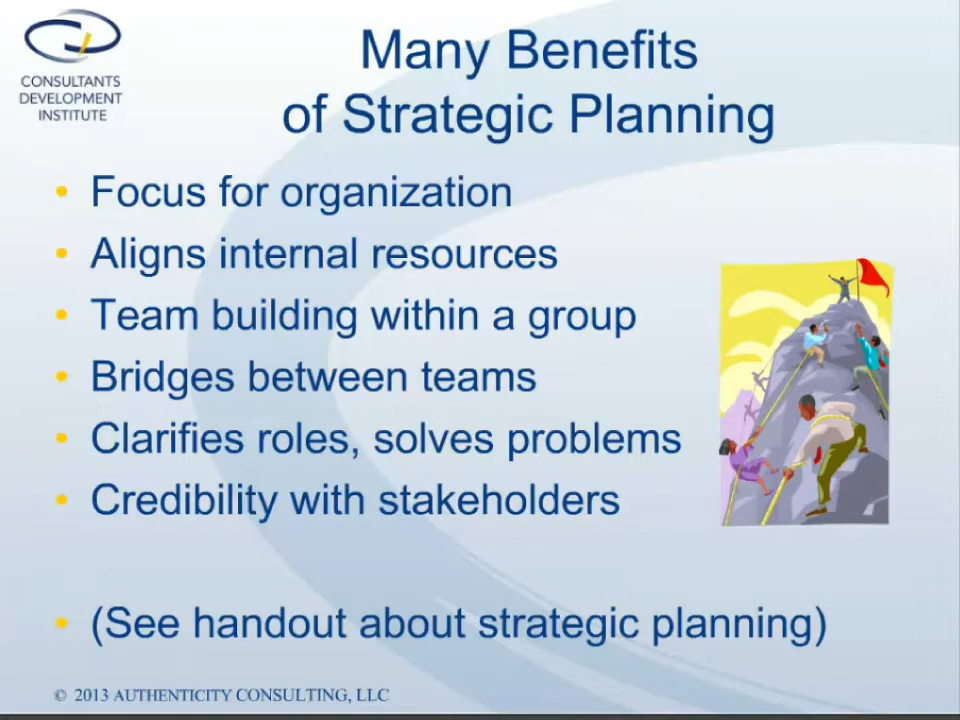 CONSULTANTS
DEVELOPMENT
INSTITUTE
Many Benefits
of Strategic Planning
• Focus for organization
• Aligns internal resources
• Team building within a group
• Bridges between teams
• Clarifies roles, solves problems
• Credibility with stakeholders
• (See handout about strategic planning)
© 2013 AUTHENTICITY CONSULTING, LLC